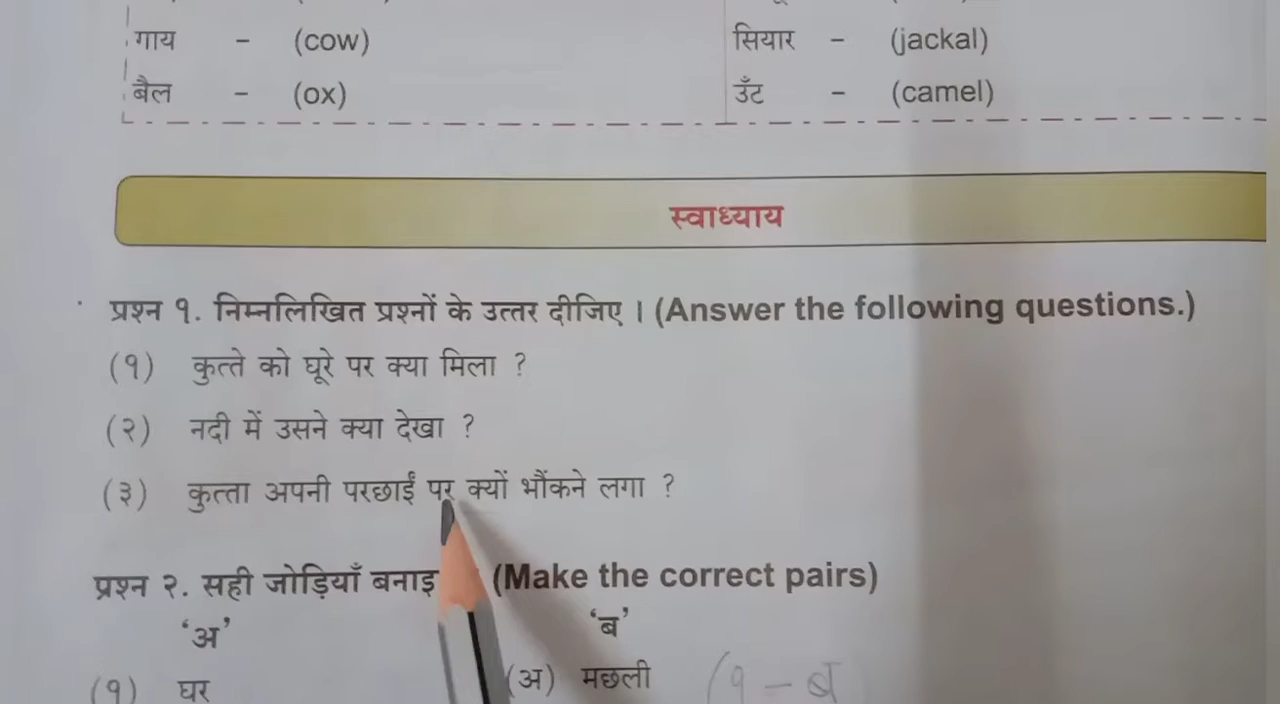 गाय - (cow) सियार - (jackal)
बैल - (ox) उँट - (camel)
स्वाध्याय
प्रश्न १. निम्नलिखित प्रश्नों के उत्तर दीजिए । (Answer the following questions.)
(१) कुत्ते को घूरे पर क्या मिला ?
(२) नदी में उसने क्या देखा ?
(३) कुत्ता अपनी परछाईं पर क्यों भौंकने लगा ?
प्रश्न २. सही जोड़ियाँ बनाइ (Make the correct pairs)
‘अ’ ‘ब’
(१) घर (अ) मछली (१ - ब